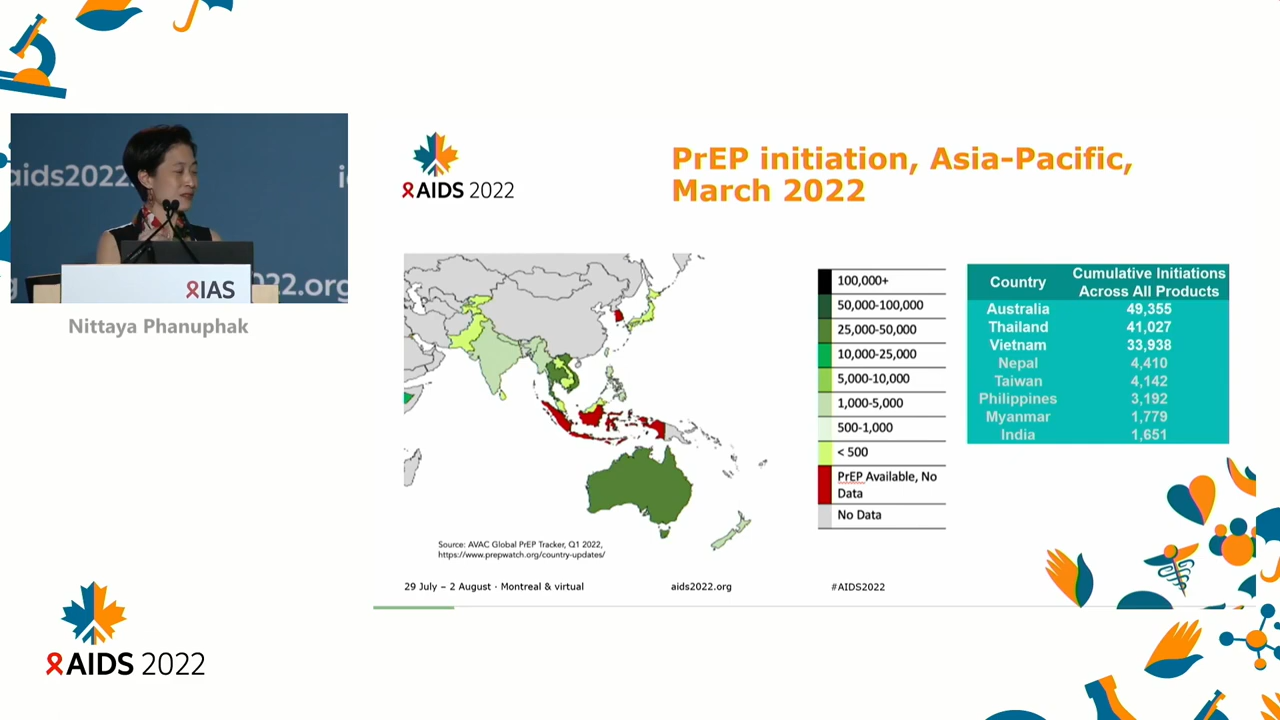 aids2022
i
IAS
022.org
Nittaya Phanuphak
AIDS 2022
PrEP initiation, Asia-Pacific,
March 2022
100,000+
50,000-100,000
25,000-50,000
10,000-25,000
5,000-10,000
1,000-5,000
500-1,000
< 500
PrEP Available, No
Data
No Data
Country Cumulative Initiations
Across All Products
Australia 49,355
Thailand 41,027
Vietnam 33,938
Nepal 4,410
Taiwan 4,142
Philippines 3,192
Myanmar 1,779
India 1,651
Source: AVAC Global PrEP Tracker, Q1 2022,
https://www.prepwatch.org/country-updates/
29 July – 2 August · Montreal & virtual aids2022.org #AIDS2022
AIDS 2022